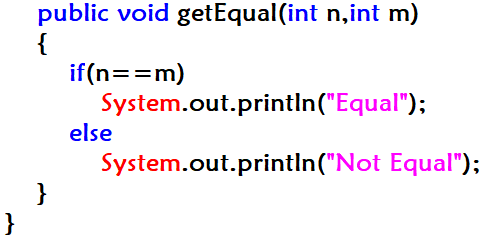 public void getEqual(int n,int m)
{
if(n==m)
System.out.println("Equal");
else
System.out.println("Not Equal");
}
}